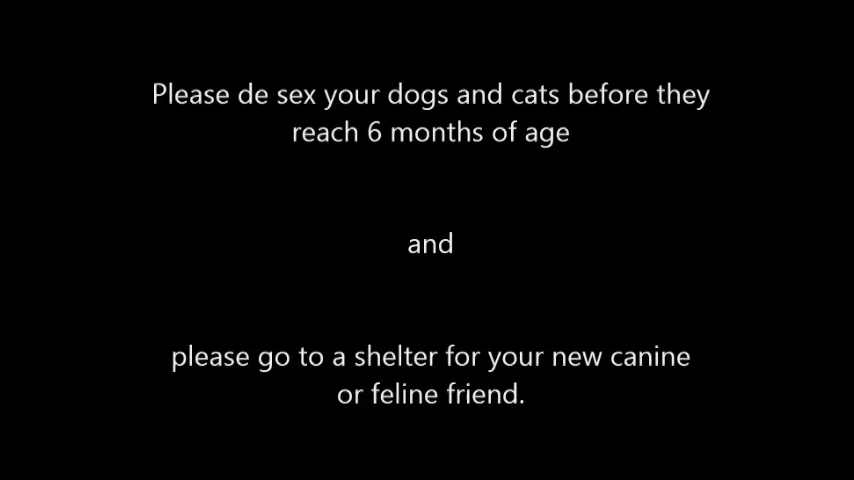 Please de sex your dogs and cats before they
reach 6 months of age
and
please go to a shelter for your new canine
or feline friend.